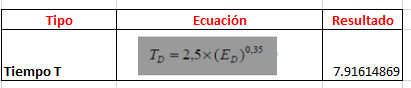 Tipo Ecuación Resultado
T_D = 2,5×(E_D)^0,35
Tiempo T 7.91614869